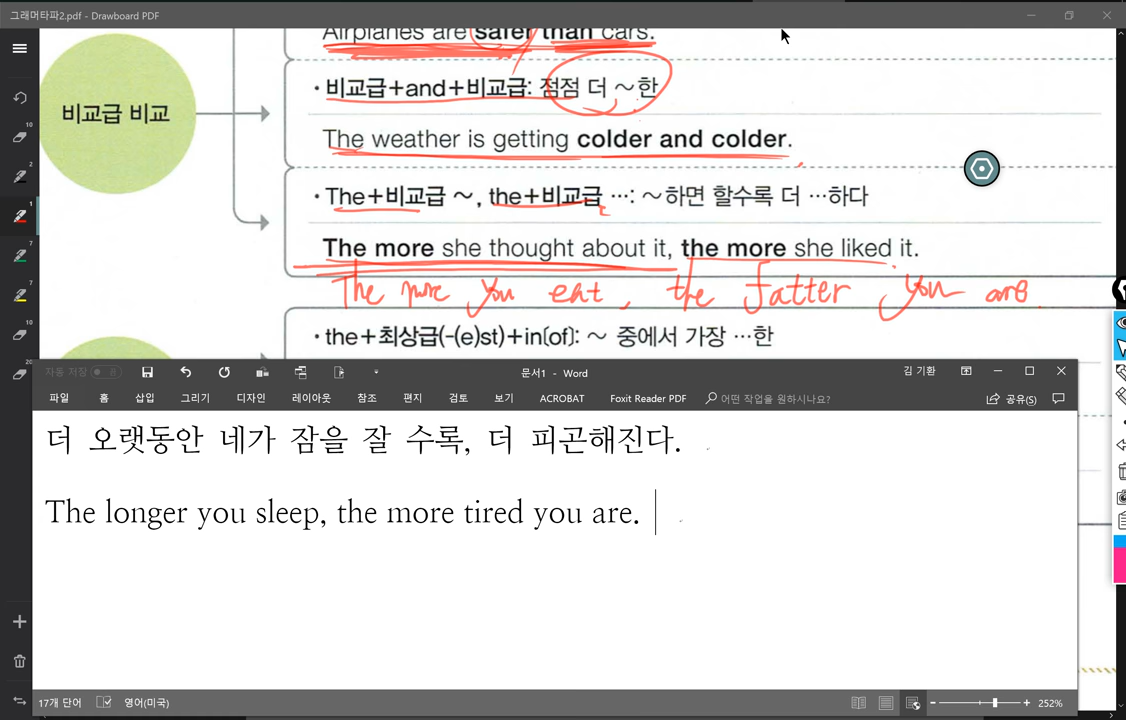 그래머타파2.pdf - Drawboard PDF
Airplanes are safer than cars.
비교급 비교
· 비교급+and+비교급: 점점 더 ~한
The weather is getting colder and colder.
· The+비교급 ~, the+비교급 …: ~하면 할수록 더 …하다
The more she thought about it, the more she liked it.
The more you eat, the fatter you are.
· the+최상급(-(e)st)+in(of): ~ 중에서 가장 …한
10
2
1
7
7
10
20
자동 저장
문서1 - Word
김 기환
파일 홈 삽입 그리기 디자인 레이아웃 참조 편지 검토 보기 ACROBAT Foxit Reader PDF 어떤 작업을 원하시나요? 공유(S)
더 오랫동안 네가 잠을 잘 수록, 더 피곤해진다.
The longer you sleep, the more tired you are.
17개 단어 영어(미국) 252%